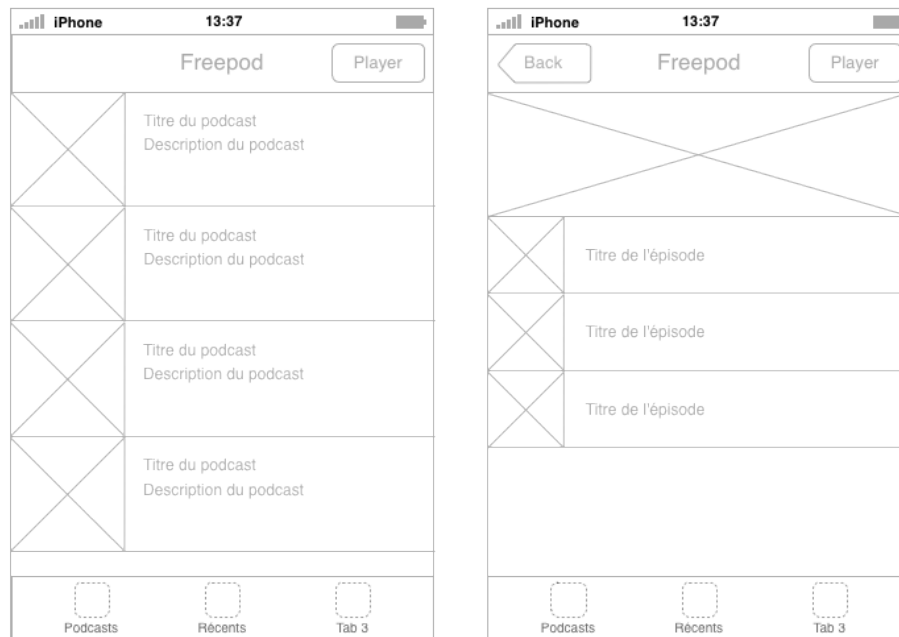 iPhone 13:37
Freepod Player
Titre du podcast
Description du podcast
Titre du podcast
Description du podcast
Titre du podcast
Description du podcast
Titre du podcast
Description du podcast
Podcasts Récents Tab 3
iPhone 13:37
Back Freepod Player
Titre de l'épisode
Titre de l'épisode
Titre de l'épisode
Podcasts Récents Tab 3